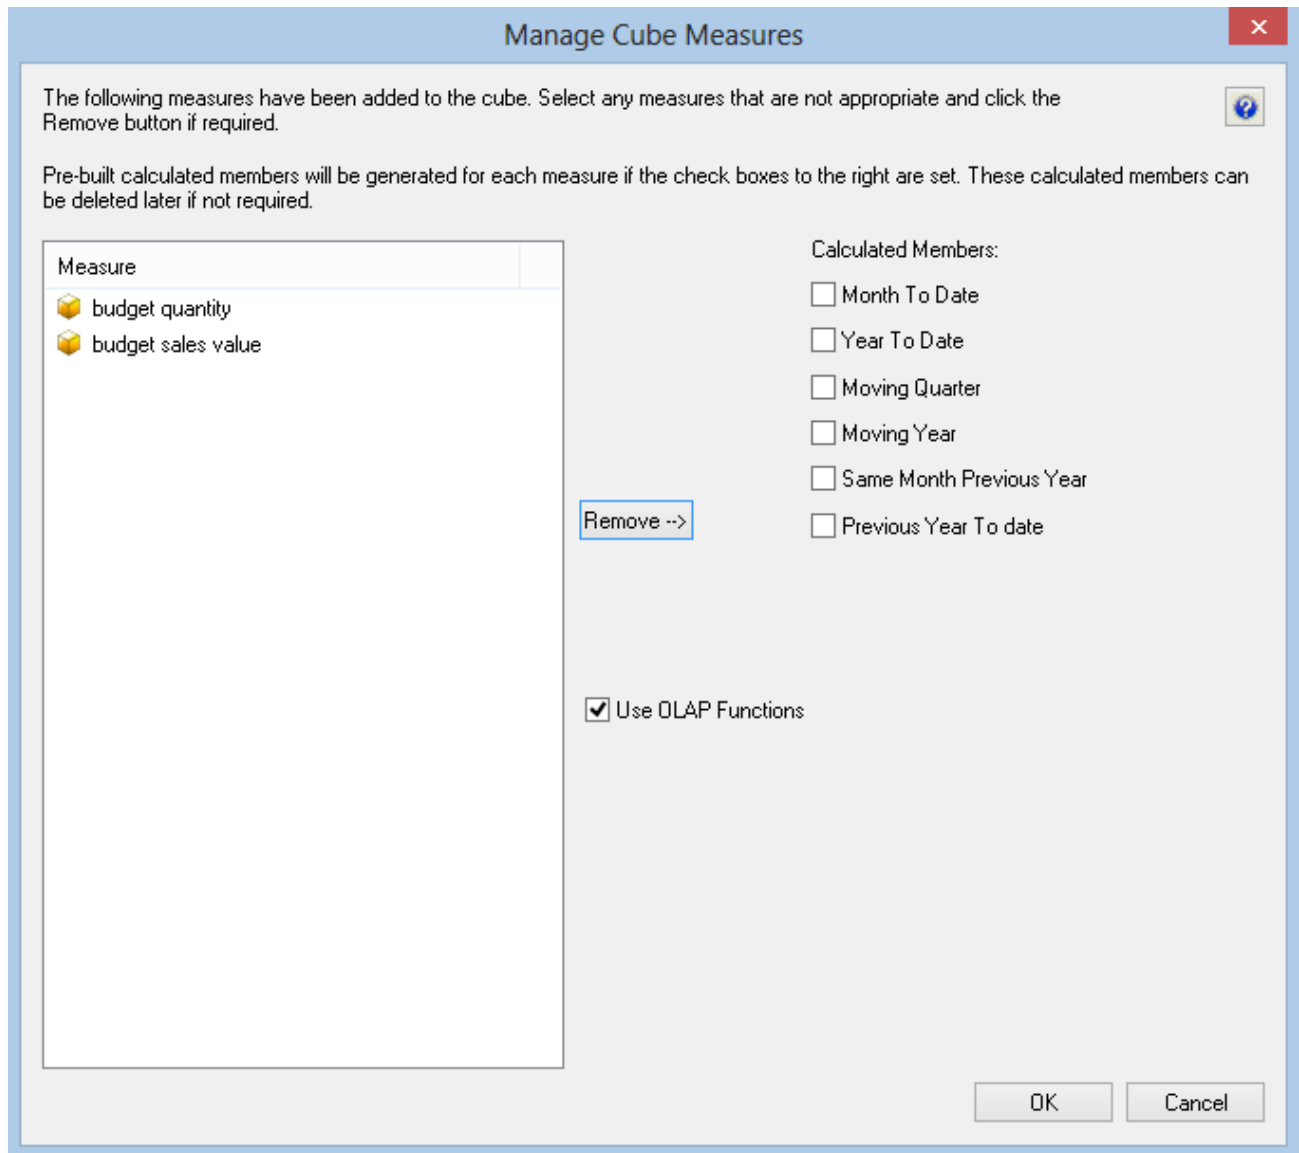 Manage Cube Measures
The following measures have been added to the cube. Select any measures that are not appropriate and click the
Remove button if required.
Pre-built calculated members will be generated for each measure if the check boxes to the right are set. These calculated members can
be deleted later if not required.
Measure
budget quantity
budget sales value
Calculated Members:
Month To Date
Year To Date
Moving Quarter
Moving Year
Same Month Previous Year
Previous Year To date
Remove -->
Use OLAP Functions
OK
Cancel